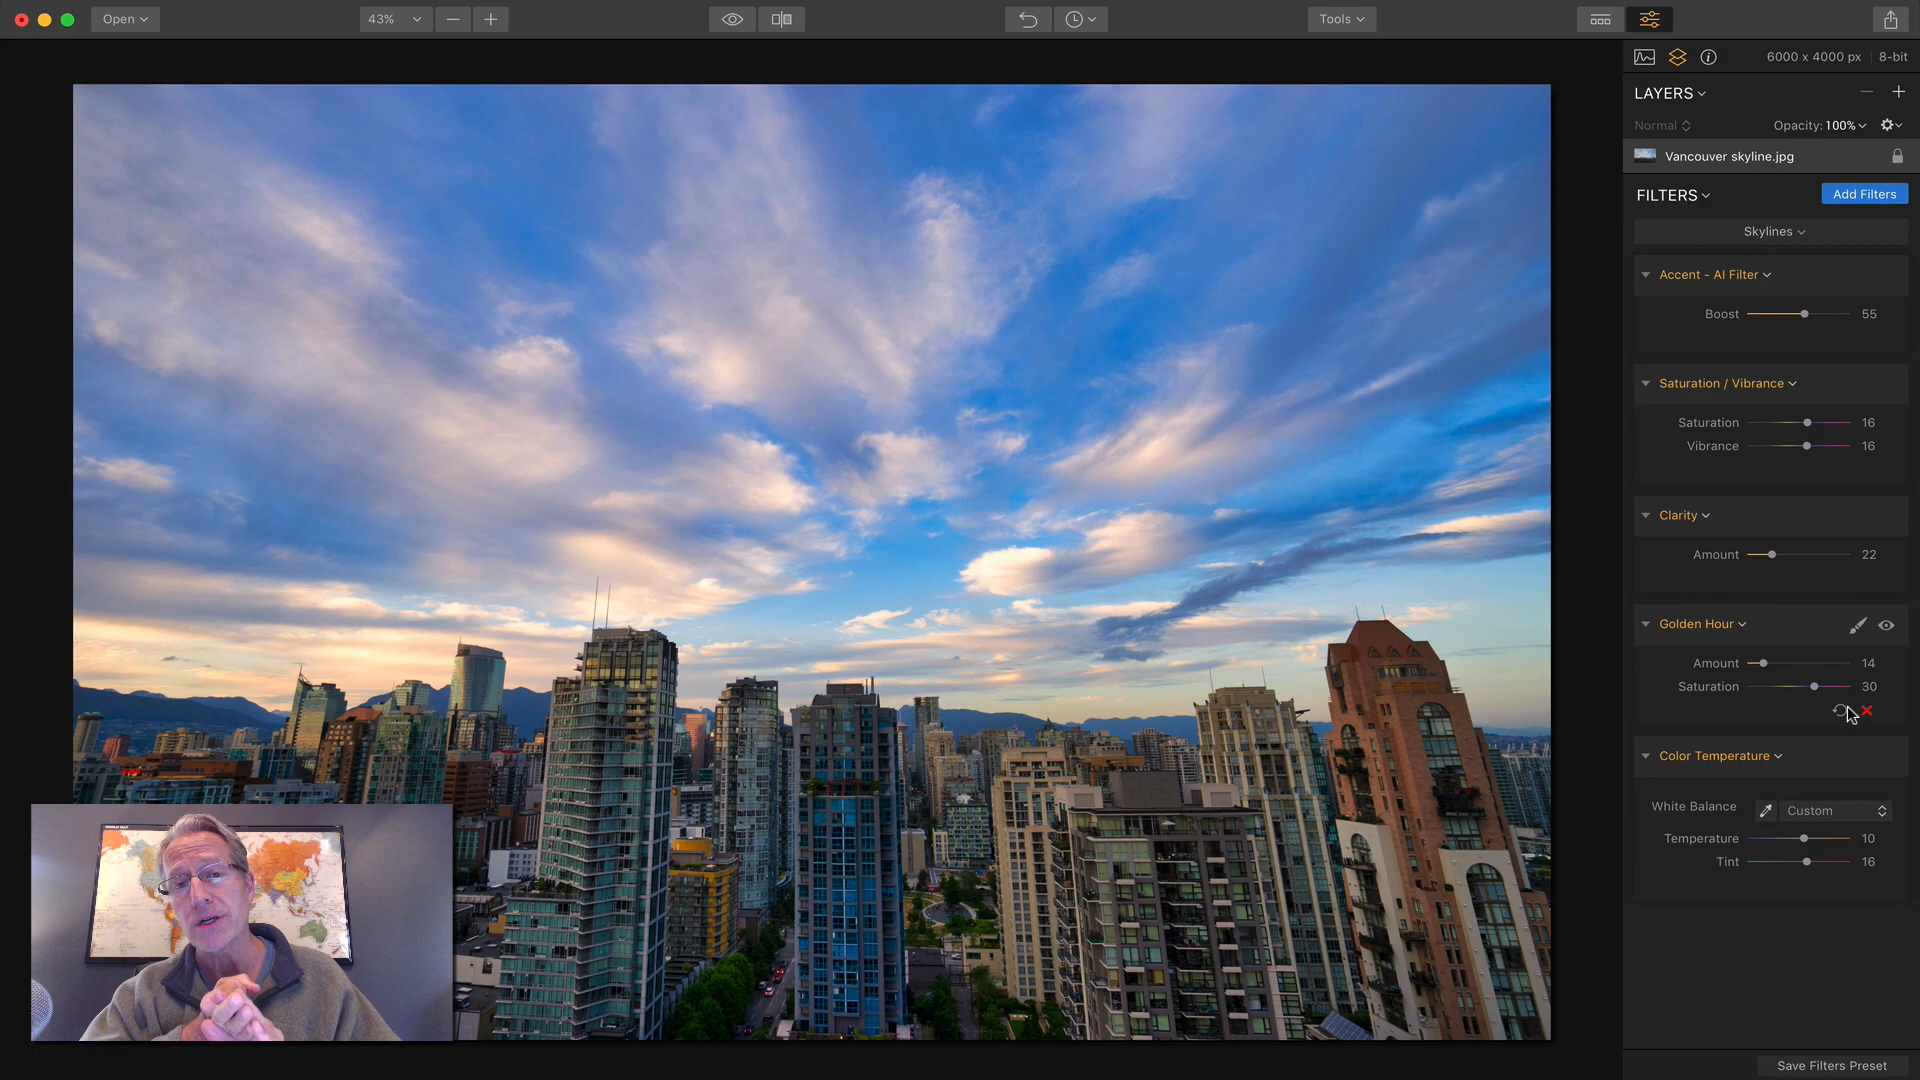 Open
43%
Tools
6000 x 4000 px
8-bit
LAYERS
Normal
Opacity: 100%
Vancouver skyline.jpg
FILTERS
Add Filters
Skylines
Accent - AI Filter
Boost 55
Saturation / Vibrance
Saturation 16
Vibrance 16
Clarity
Amount 22
Golden Hour
Amount 14
Saturation 30
Color Temperature
White Balance Custom
Temperature 10
Tint 16
Save Filters Preset